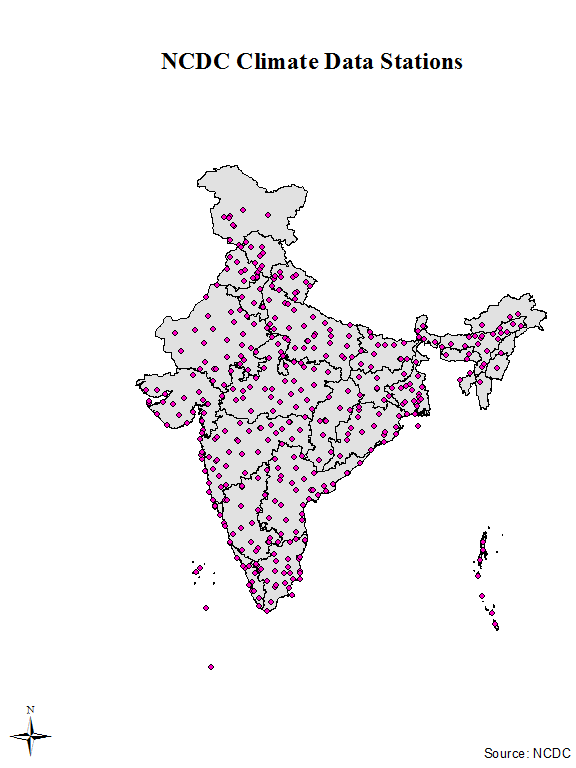 NCDC Climate Data Stations
N
Source: NCDC